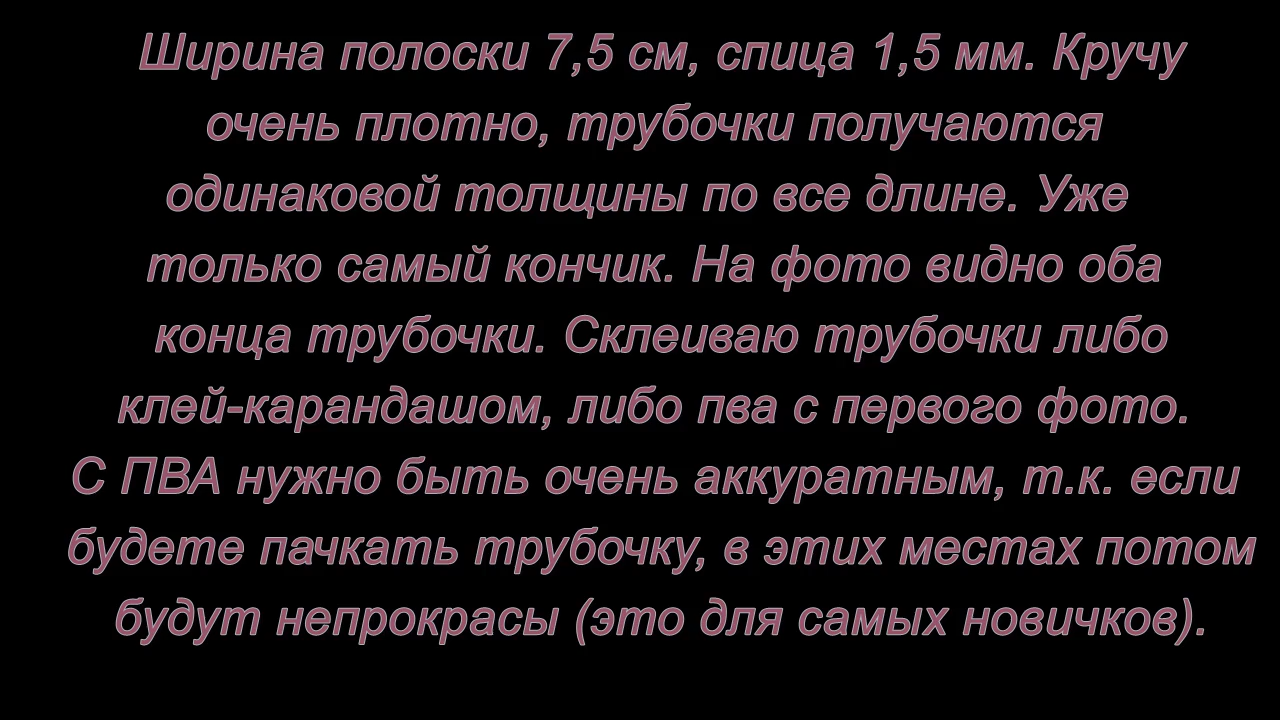 Ширина полоски 7,5 см, спица 1,5 мм. Кручу
очень плотно, трубочки получаются
одинаковой толщины по все длине. Уже
только самый кончик. На фото видно оба
конца трубочки. Склеиваю трубочки либо
клей-карандашом, либо пва с первого фото.
С ПВА нужно быть очень аккуратным, т.к. если
будете пачкать трубочку, в этих местах потом
будут непрокрасы (это для самых новичков).